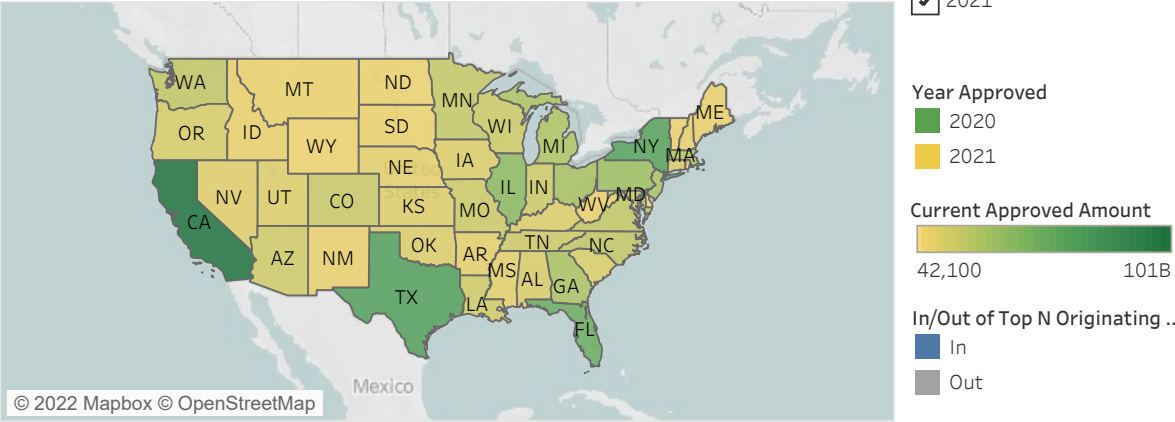 2021
WA
MT
ND
MN
ME
OR
ID
SD
WI
MI
NY
MA
WY
NE
IA
United
States
NV
UT
CO
KS
MO
IL
IN
WV
MD
CA
AZ
NM
OK
AR
TN
NC
TX
LA
MS
AL
GA
FL
Mexico
© 2022 Mapbox © OpenStreetMap
Year Approved
2020
2021
Current Approved Amount
42,100 101B
In/Out of Top N Originating ..
In
Out